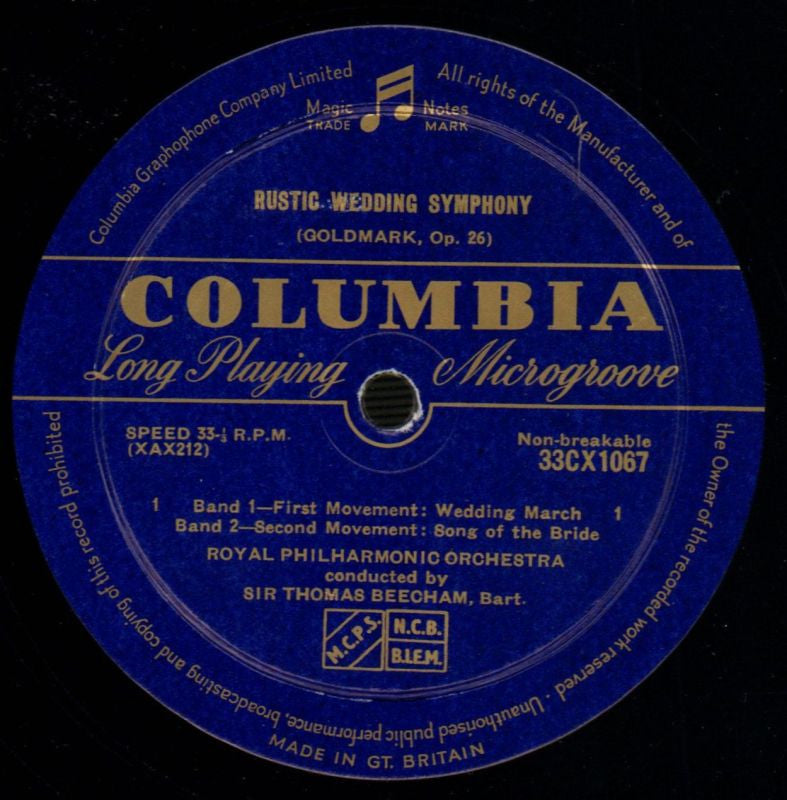 Columbia Graphophone Company Limited
All rights of the Manufacturer and of
the Owner of the recorded work reserved · Unauthorised public performance, broadcasting and copying of this record prohibited
Magic Notes
TRADE MARK
RUSTIC WEDDING SYMPHONY
(GOLDMARK, Op. 26)
COLUMBIA
Long Playing Microgroove
SPEED 33-⅓ R.P.M.
(XAX212)
Non-breakable
33CX1067
1 Band 1—First Movement: Wedding March 1
Band 2—Second Movement: Song of the Bride
ROYAL PHILHARMONIC ORCHESTRA
conducted by
SIR THOMAS BEECHAM, Bart.
M.C.P.S.
N.C.B.
B.I.E.M.
MADE IN GT. BRITAIN